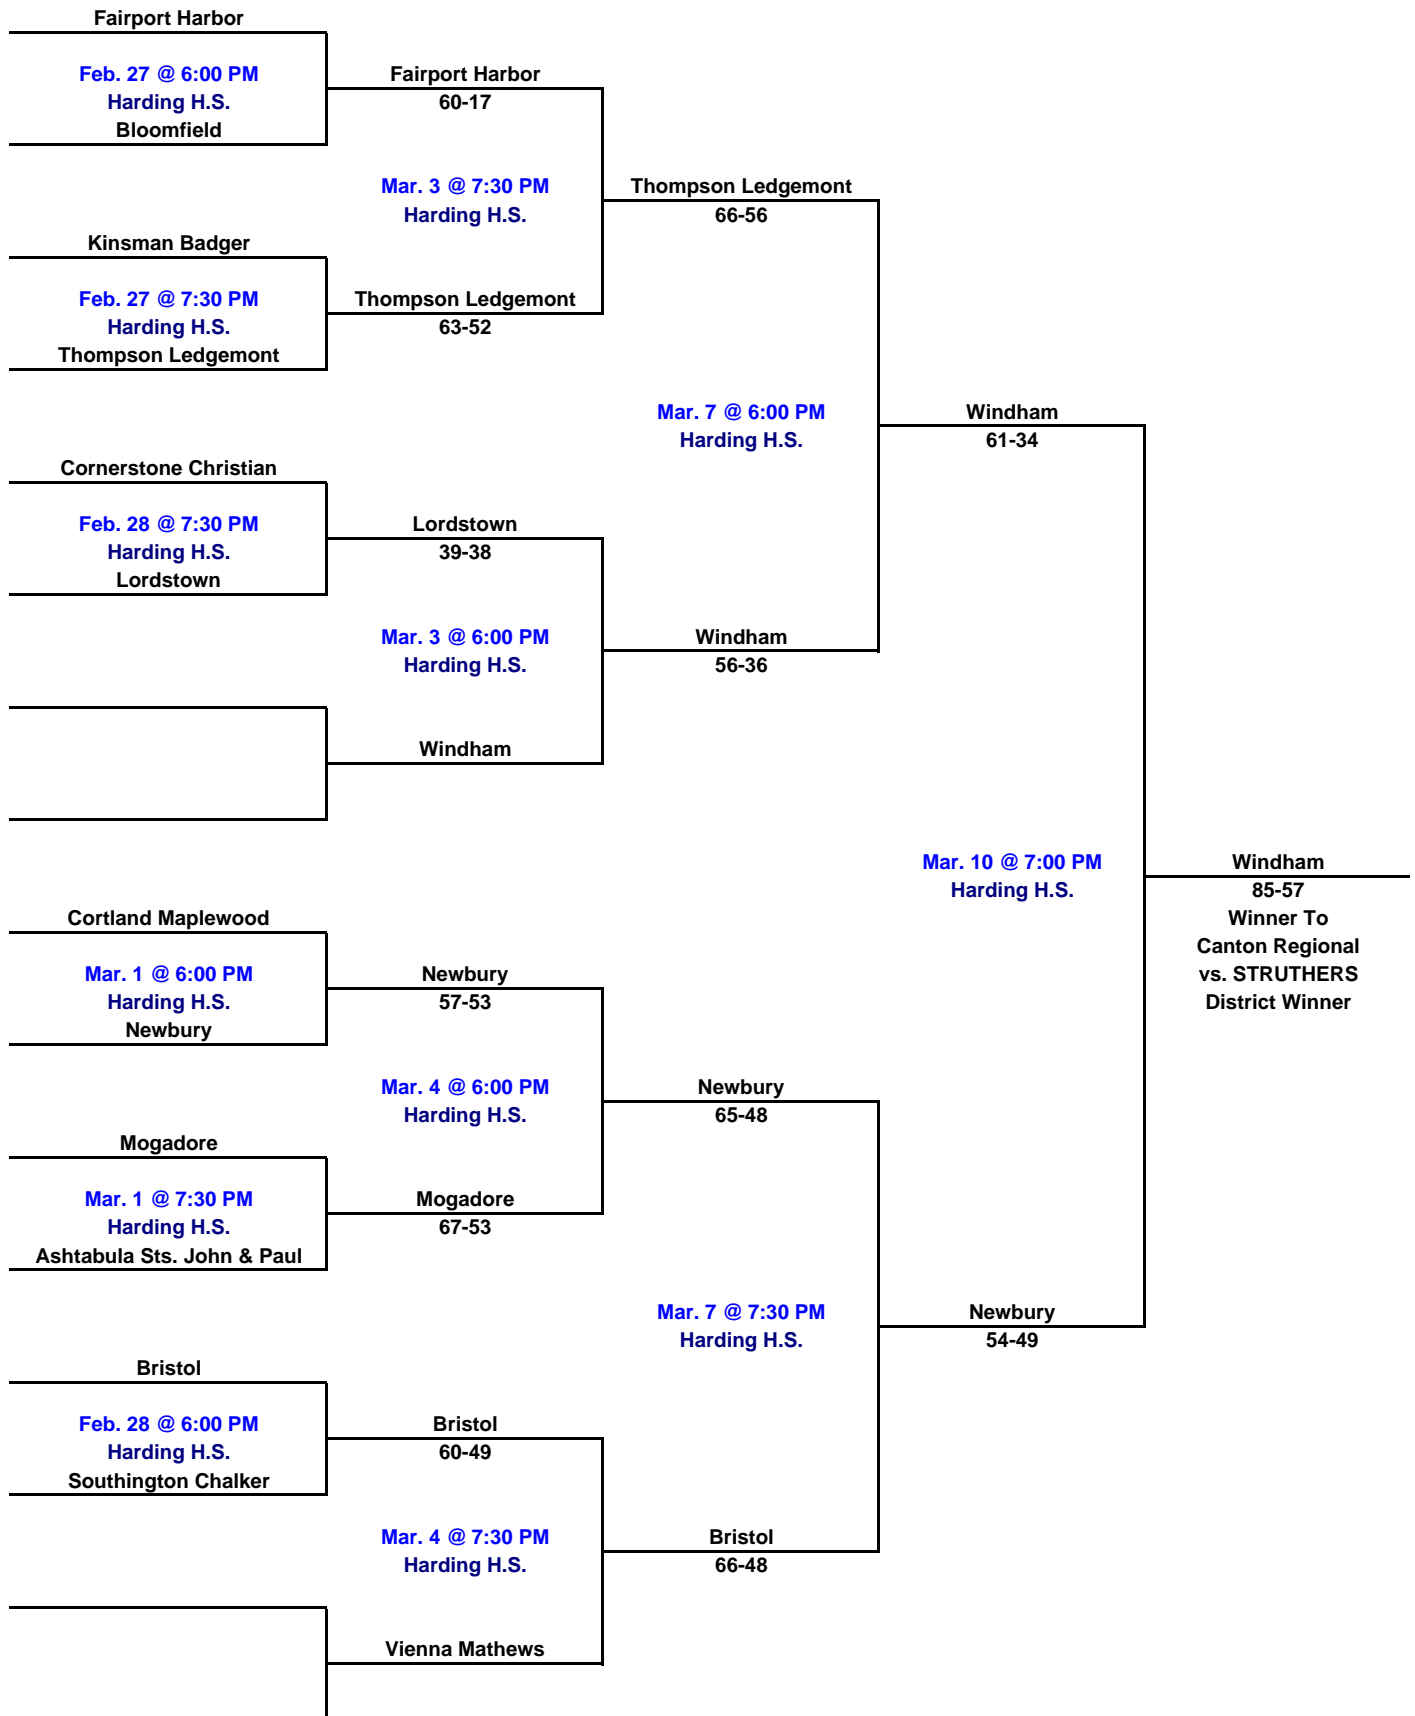 Fairport Harbor
Feb. 27 @ 6:00 PM
Harding H.S.
Bloomfield
Fairport Harbor
60-17
Mar. 3 @ 7:30 PM
Harding H.S.
Thompson Ledgemont
66-56
Kinsman Badger
Feb. 27 @ 7:30 PM
Harding H.S.
Thompson Ledgemont
Thompson Ledgemont
63-52
Mar. 7 @ 6:00 PM
Harding H.S.
Windham
61-34
Cornerstone Christian
Feb. 28 @ 7:30 PM
Harding H.S.
Lordstown
Lordstown
39-38
Mar. 3 @ 6:00 PM
Harding H.S.
Windham
56-36
Windham
Mar. 10 @ 7:00 PM
Harding H.S.
Windham
85-57
Winner To
Canton Regional
vs. STRUTHERS
District Winner
Cortland Maplewood
Mar. 1 @ 6:00 PM
Harding H.S.
Newbury
Newbury
57-53
Mar. 4 @ 6:00 PM
Harding H.S.
Newbury
65-48
Mogadore
Mar. 1 @ 7:30 PM
Harding H.S.
Ashtabula Sts. John & Paul
Mogadore
67-53
Mar. 7 @ 7:30 PM
Harding H.S.
Newbury
54-49
Bristol
Feb. 28 @ 6:00 PM
Harding H.S.
Southington Chalker
Bristol
60-49
Mar. 4 @ 7:30 PM
Harding H.S.
Bristol
66-48
Vienna Mathews